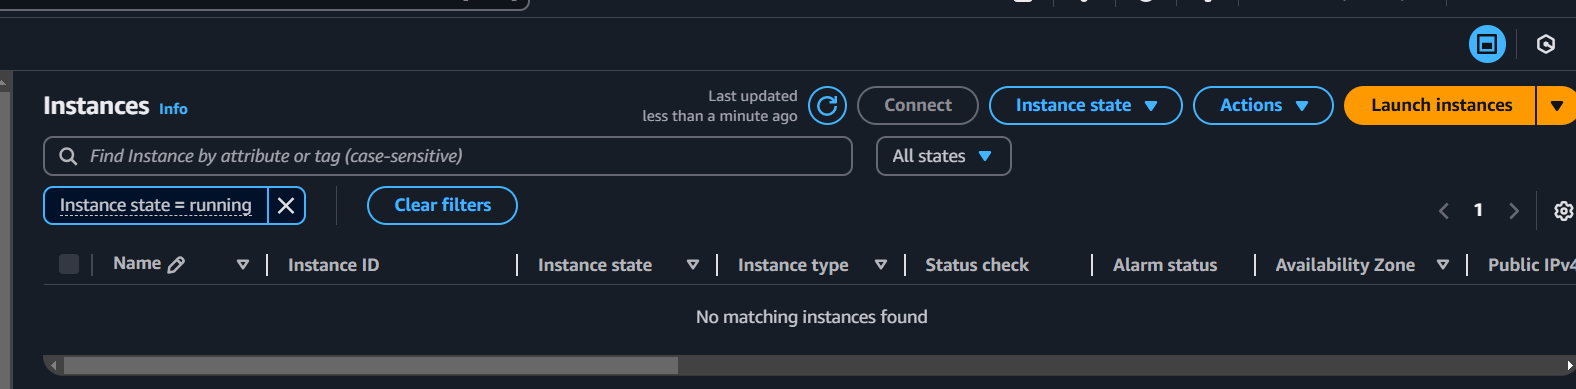 Instances Info
Last updated
less than a minute ago
Connect
Instance state
Actions
Launch instances
Find Instance by attribute or tag (case-sensitive)
All states
Instance state = running
Clear filters
1
Name Instance ID Instance state Instance type Status check Alarm status Availability Zone Public IPv4
No matching instances found